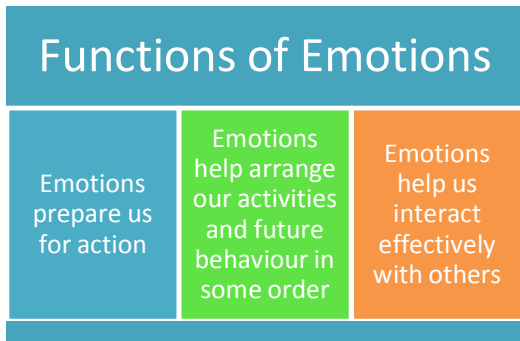 Functions of Emotions
Emotions
prepare us
for action
Emotions
help arrange
our activities
and future
behaviour in
some order
Emotions
help us
interact
effectively
with others